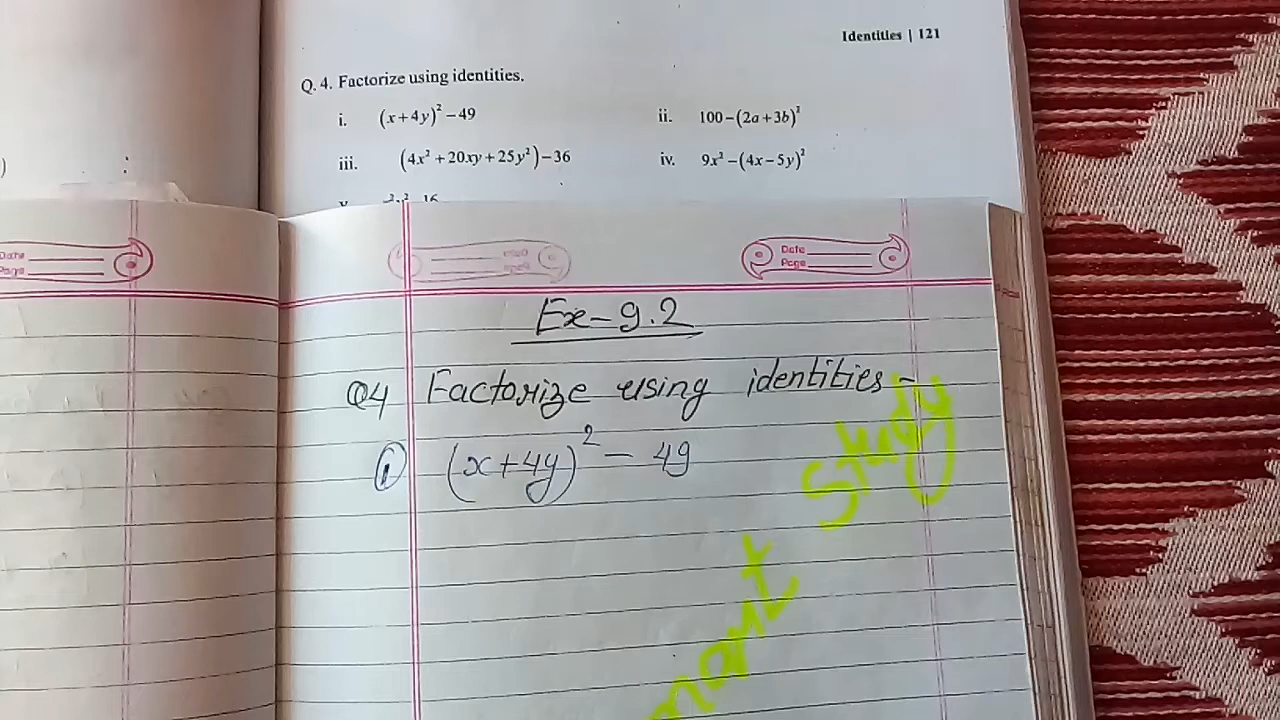 Identities | 121
Q. 4. Factorize using identities.
i. (x+4y)² – 49
ii. 100 – (2a+3b)²
iii. (4x² + 20xy + 25y²) – 36
iv. 9x² – (4x – 5y)²
)
Date
Page
Date
Page
Ex - 9.2
Q4 Factorize using identities -
i (x+4y)² - 49
Study